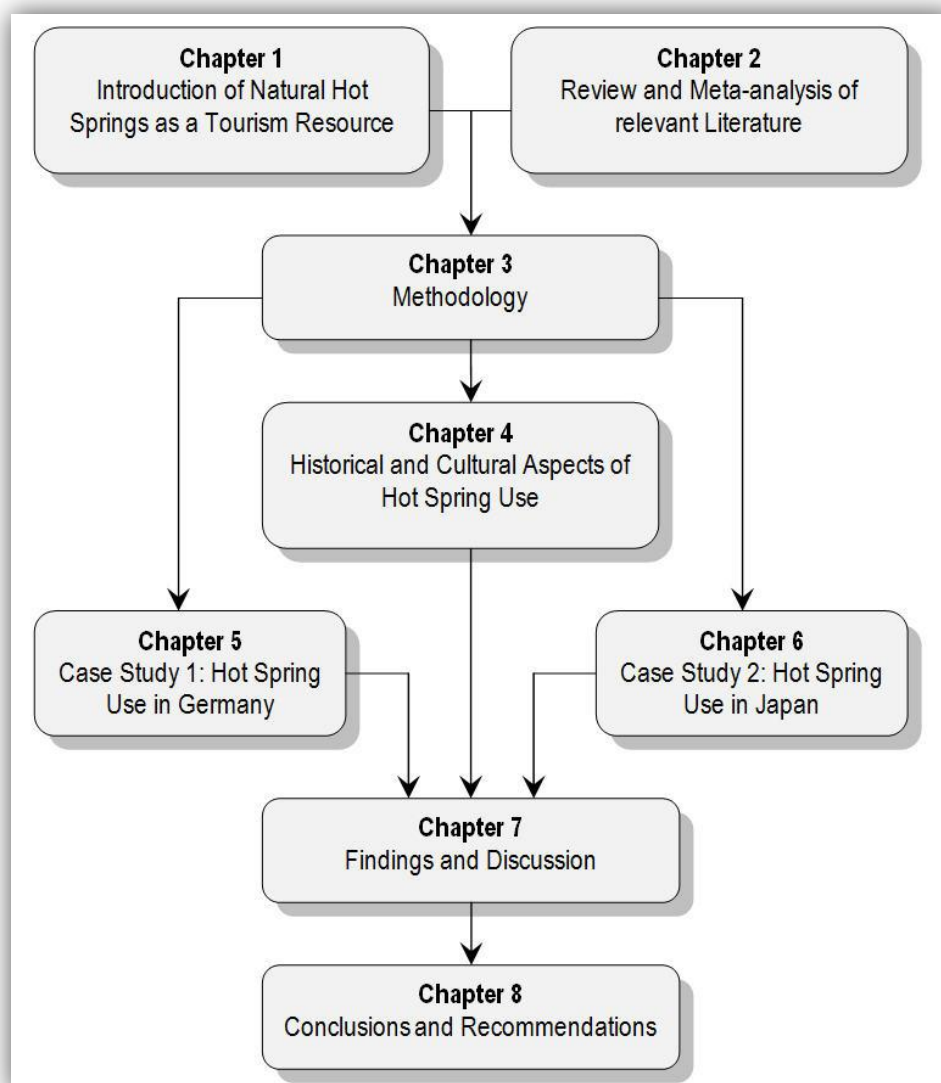 Chapter 1
Introduction of Natural Hot
Springs as a Tourism Resource
Chapter 2
Review and Meta-analysis of
relevant Literature
Chapter 3
Methodology
Chapter 4
Historical and Cultural Aspects of
Hot Spring Use
Chapter 5
Case Study 1: Hot Spring
Use in Germany
Chapter 6
Case Study 2: Hot Spring
Use in Japan
Chapter 7
Findings and Discussion
Chapter 8
Conclusions and Recommendations